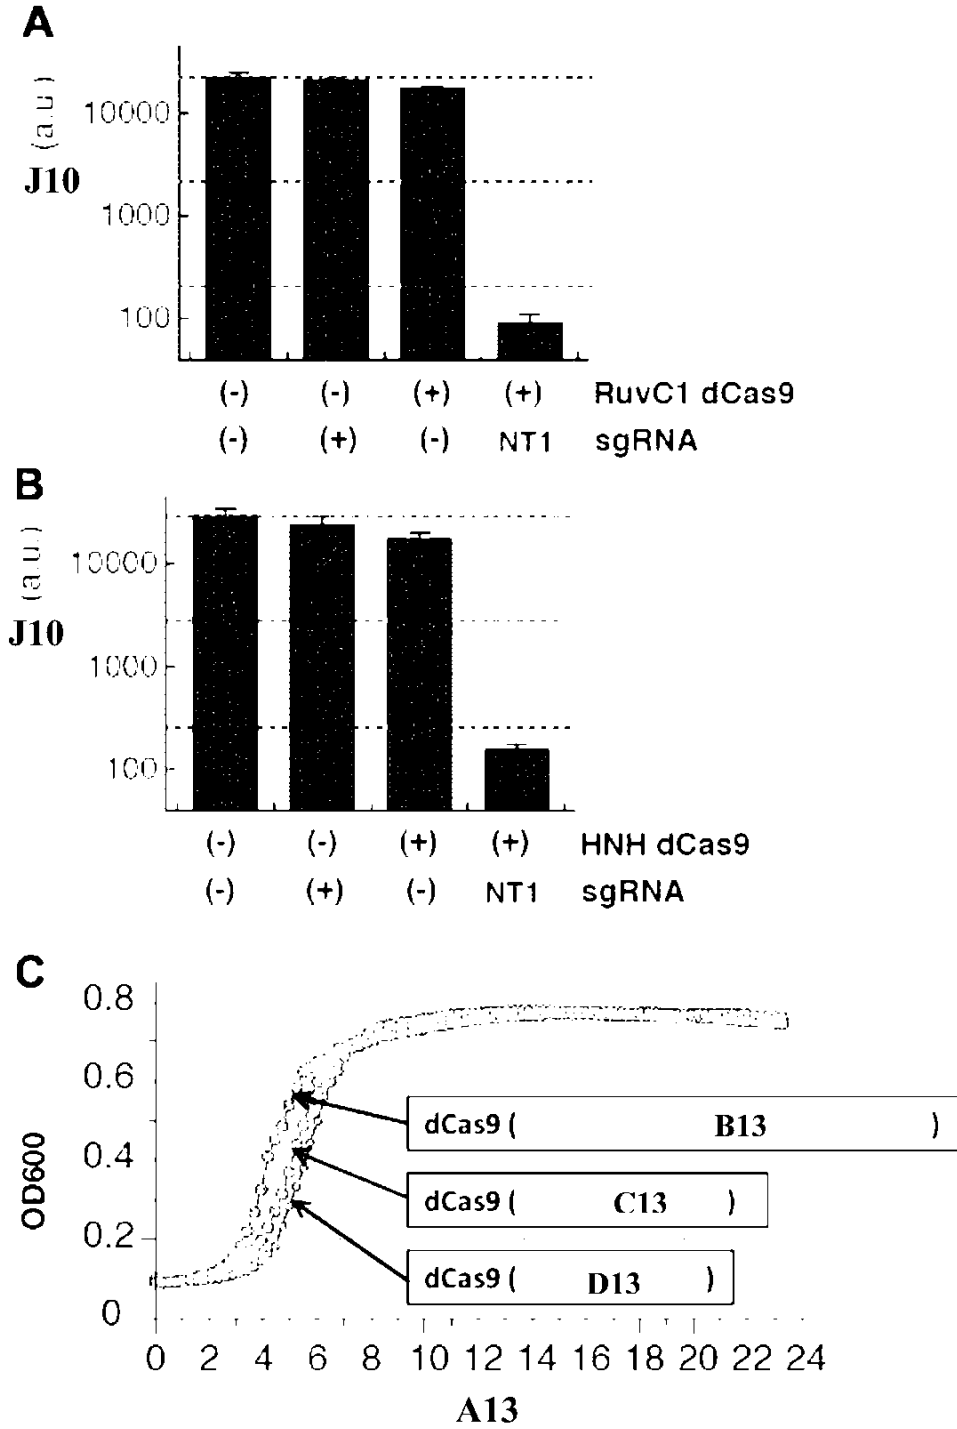 A
(a.u.)
J10
10000
1000
100
(-) (-) (+) (+) RuvC1 dCas9
(-) (+) (-) NT1 sgRNA
B
(a.u.)
J10
10000
1000
100
(-) (-) (+) (+) HNH dCas9
(-) (+) (-) NT1 sgRNA
C
OD600
0.8
0.6
0.4
0.2
0
dCas9 ( B13 )
dCas9 ( C13 )
dCas9 ( D13 )
0 2 4 6 8 10 12 14 16 18 20 22 24
A13